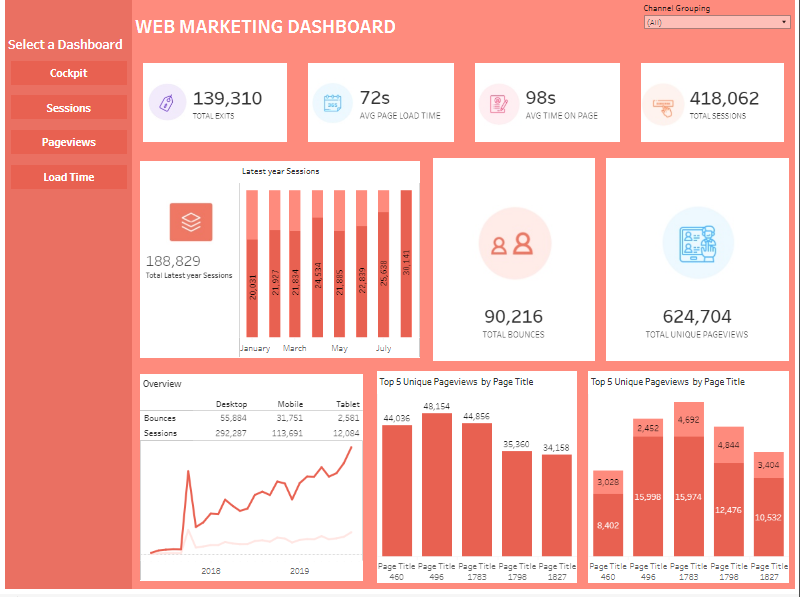 Channel Grouping
(All)
WEB MARKETING DASHBOARD
Select a Dashboard
Cockpit
Sessions
Pageviews
Load Time
139,310
TOTAL EXITS
72s
AVG PAGE LOAD TIME
98s
AVG TIME ON PAGE
418,062
TOTAL SESSIONS
Latest year Sessions
188,829
Total Latest year Sessions
20,031
21,927
21,834
24,534
21,885
22,839
25,638
30,141
January March May July
90,216
TOTAL BOUNCES
624,704
TOTAL UNIQUE PAGEVIEWS
Overview
Desktop Mobile Tablet
Bounces 55,884 31,751 2,581
Sessions 292,287 113,691 12,084
2018 2019
Top 5 Unique Pageviews by Page Title
44,036 48,154 44,856 35,360 34,158
Page Title Page Title Page Title Page Title Page Title
460 496 1783 1798 1827
Top 5 Unique Pageviews by Page Title
3,028 2,452 4,692 4,844 3,404
8,402 15,998 15,974 12,476 10,532
Page Title Page Title Page Title Page Title Page Title
460 496 1783 1798 1827